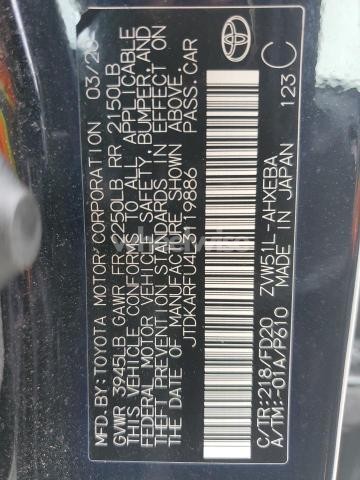 MFD.BY:TOYOTA MOTOR CORPORATION 03/20
GVWR 3945LB GAWR FR 2250LB RR 2150LB
THIS VEHICLE CONFORMS TO ALL APPLICABLE
FEDERAL MOTOR VEHICLE SAFETY, BUMPER, AND
THEFT PREVENTION STANDARDS IN EFFECT ON
THE DATE OF MANUFACTURE SHOWN ABOVE.
JTDKARFU4L3119886 PASS.CAR
C/TR:218/FD20 ZVW51L-AHXEBA
A/TM:-01A/P610 MADE IN JAPAN
123 C
TOYOTA